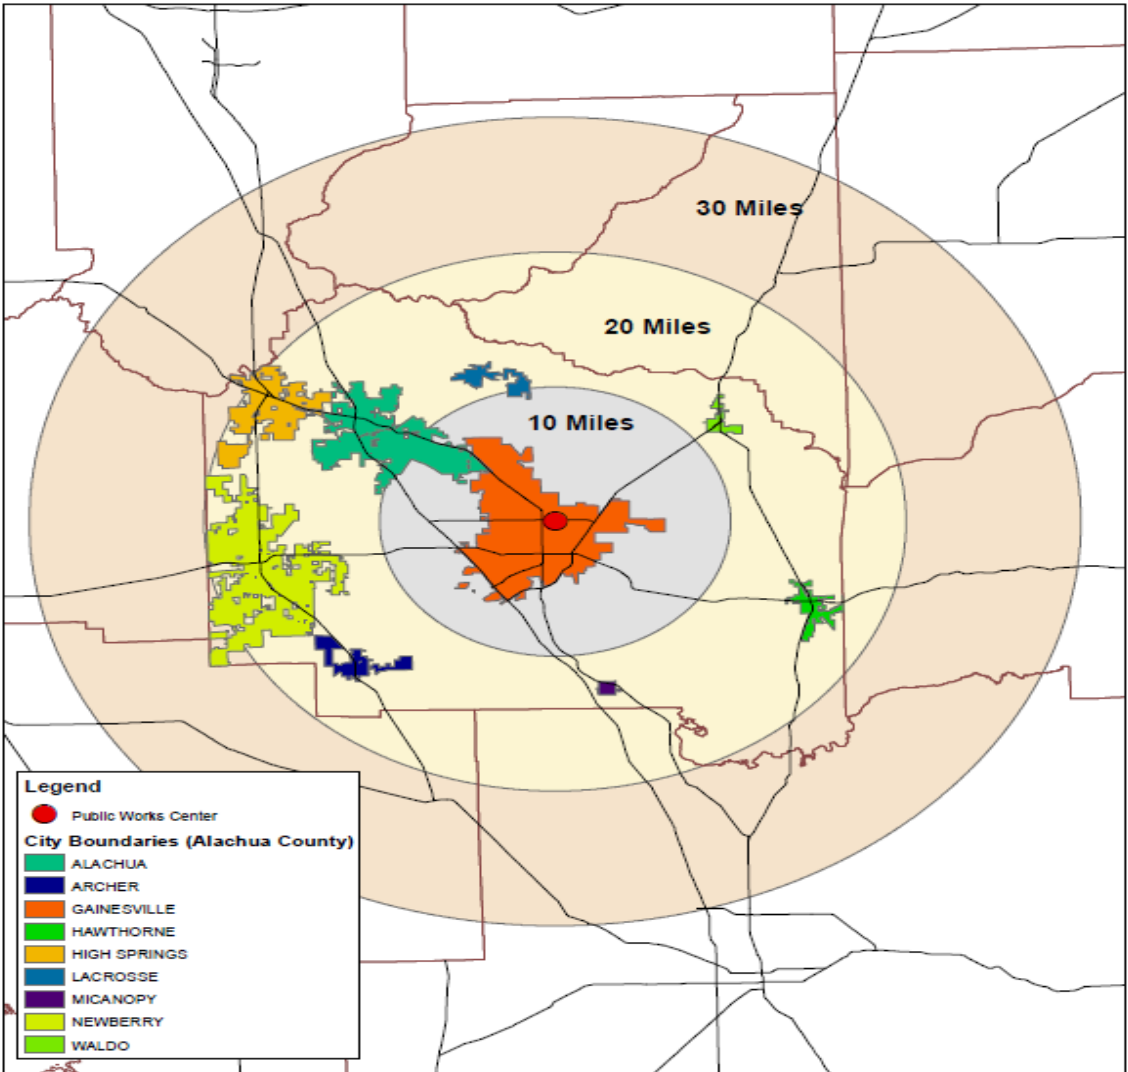 30 Miles
20 Miles
10 Miles
Legend
Public Works Center
City Boundaries (Alachua County)
ALACHUA
ARCHER
GAINESVILLE
HAWTHORNE
HIGH SPRINGS
LACROSSE
MICANOPY
NEWBERRY
WALDO